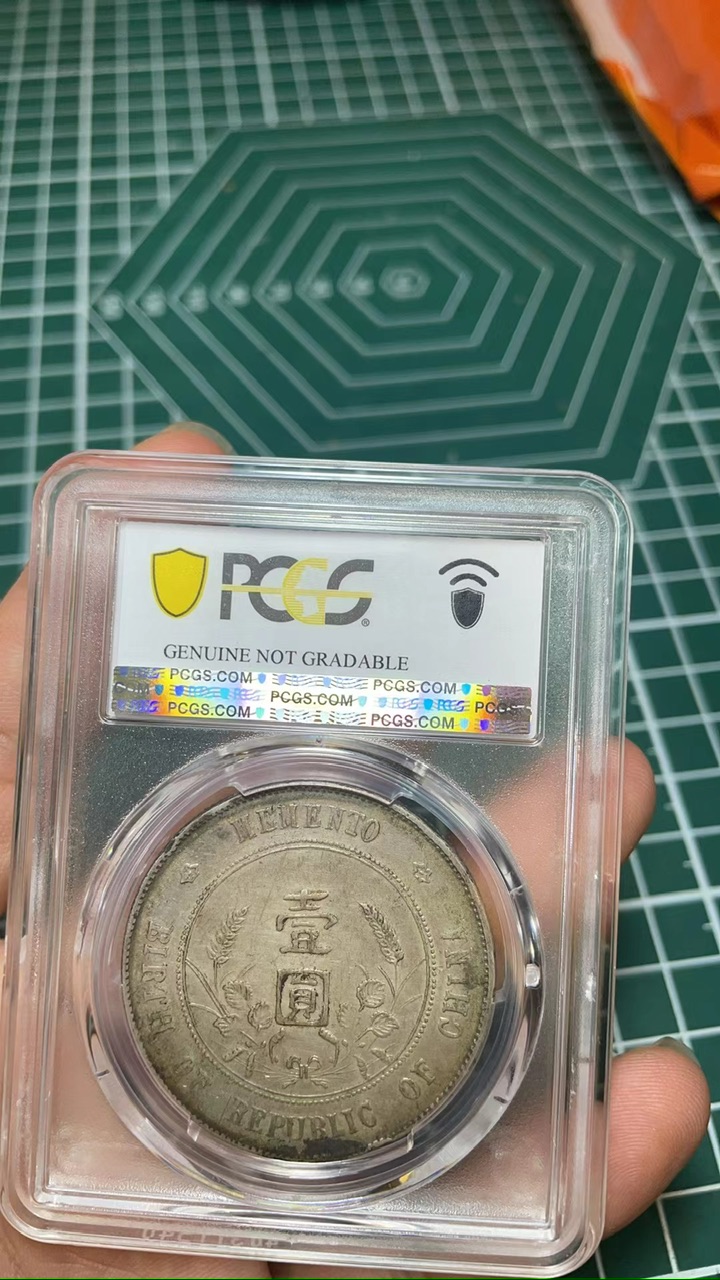 PCGS
GENUINE NOT GRADABLE
PCGS.COM PCGS.COM
PCGS.COM PCGS
PCGS.COM PCGS.COM
MEMENTO
壹
圓
BIRTH OF REPUBLIC OF CHINA